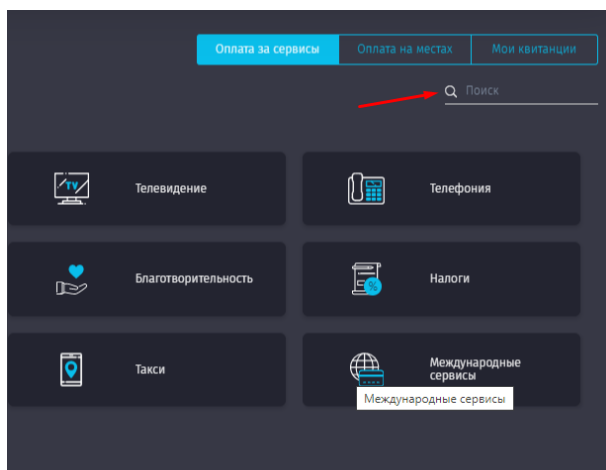 Оплата за сервисы
Оплата на местах
Мои квитанции
Поиск
TV
Телевидение
Телефония
Благотворительность
%
Налоги
Такси
Международные
сервисы
Международные сервисы